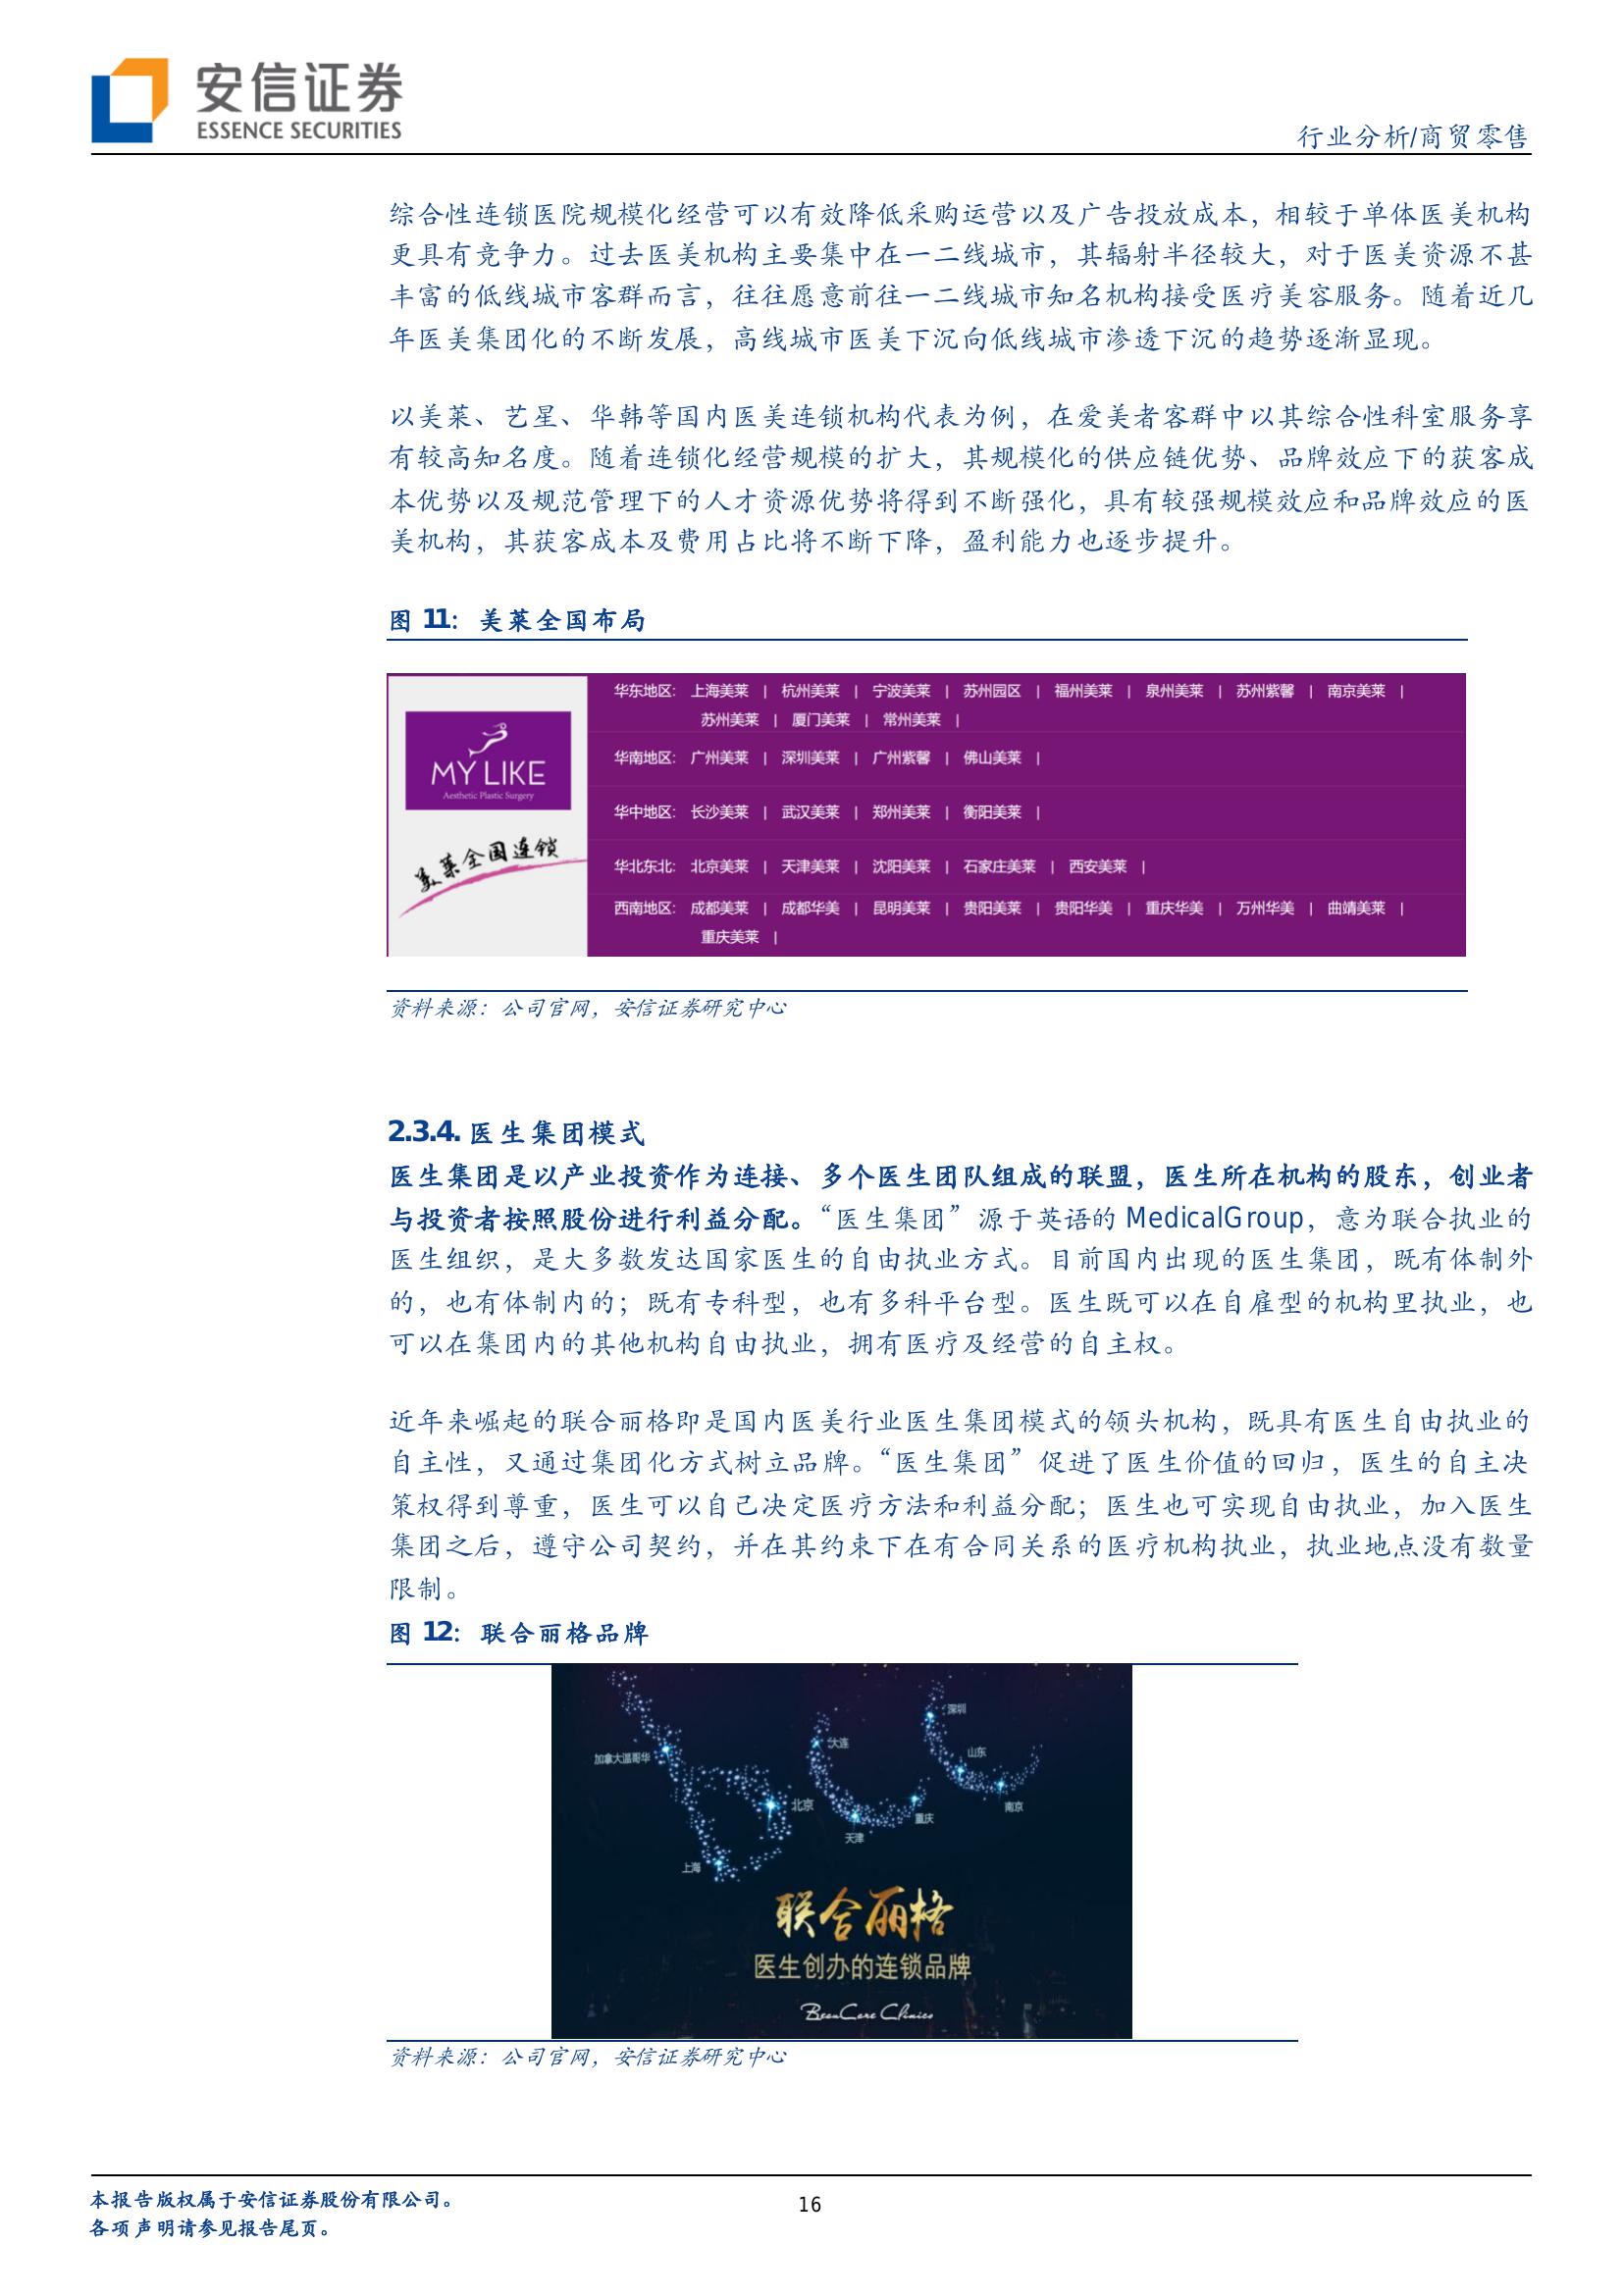 安信证券
ESSENCE SECURITIES
行业分析/商贸零售
综合性连锁医院规模化经营可以有效降低采购运营以及广告投放成本，相较于单体医美机构
更具有竞争力。过去医美机构主要集中在一二线城市，其辐射半径较大，对于医美资源不甚
丰富的低线城市客群而言，往往愿意前往一二线城市知名机构接受医疗美容服务。随着近几
年医美集团化的不断发展，高线城市医美下沉向低线城市渗透下沉的趋势逐渐显现。
以美莱、艺星、华韩等国内医美连锁机构代表为例，在爱美者客群中以其综合性科室服务享
有较高知名度。随着连锁化经营规模的扩大，其规模化的供应链优势、品牌效应下的获客成
本优势以及规范管理下的人才资源优势将得到不断强化，具有较强规模效应和品牌效应的医
美机构，其获客成本及费用占比将不断下降，盈利能力也逐步提升。
图 11：美莱全国布局
MY LIKE
Aesthetic Plastic Surgery
美莱全国连锁
华东地区: 上海美莱 | 杭州美莱 | 宁波美莱 | 苏州园区 | 福州美莱 | 泉州美莱 | 苏州紫馨 | 南京美莱 |
苏州美莱 | 厦门美莱 | 常州美莱 |
华南地区: 广州美莱 | 深圳美莱 | 广州紫馨 | 佛山美莱 |
华中地区: 长沙美莱 | 武汉美莱 | 郑州美莱 | 衡阳美莱 |
华北东北: 北京美莱 | 天津美莱 | 沈阳美莱 | 石家庄美莱 | 西安美莱 |
西南地区: 成都美莱 | 成都华美 | 昆明美莱 | 贵阳美莱 | 贵阳华美 | 重庆华美 | 万州华美 | 曲靖美莱 |
重庆美莱 |
资料来源：公司官网，安信证券研究中心
2.3.4. 医生集团模式
医生集团是以产业投资作为连接、多个医生团队组成的联盟，医生所在机构的股东，创业者
与投资者按照股份进行利益分配。“医生集团”源于英语的 MedicalGroup，意为联合执业的
医生组织，是大多数发达国家医生的自由执业方式。目前国内出现的医生集团，既有体制外
的，也有体制内的；既有专科型，也有多科平台型。医生既可以在自雇型的机构里执业，也
可以在集团内的其他机构自由执业，拥有医疗及经营的自主权。
近年来崛起的联合丽格即是国内医美行业医生集团模式的领头机构，既具有医生自由执业的
自主性，又通过集团化方式树立品牌。“医生集团”促进了医生价值的回归，医生的自主决
策权得到尊重，医生可以自己决定医疗方法和利益分配；医生也可实现自由执业，加入医生
集团之后，遵守公司契约，并在其约束下在有合同关系的医疗机构执业，执业地点没有数量
限制。
图 12：联合丽格品牌
深圳
大连
加拿大温哥华
山东
北京
南京
重庆
天津
上海
联合丽格
医生创办的连锁品牌
BeauCare Clinics
资料来源：公司官网，安信证券研究中心
本报告版权属于安信证券股份有限公司。
各项声明请参见报告尾页。
16